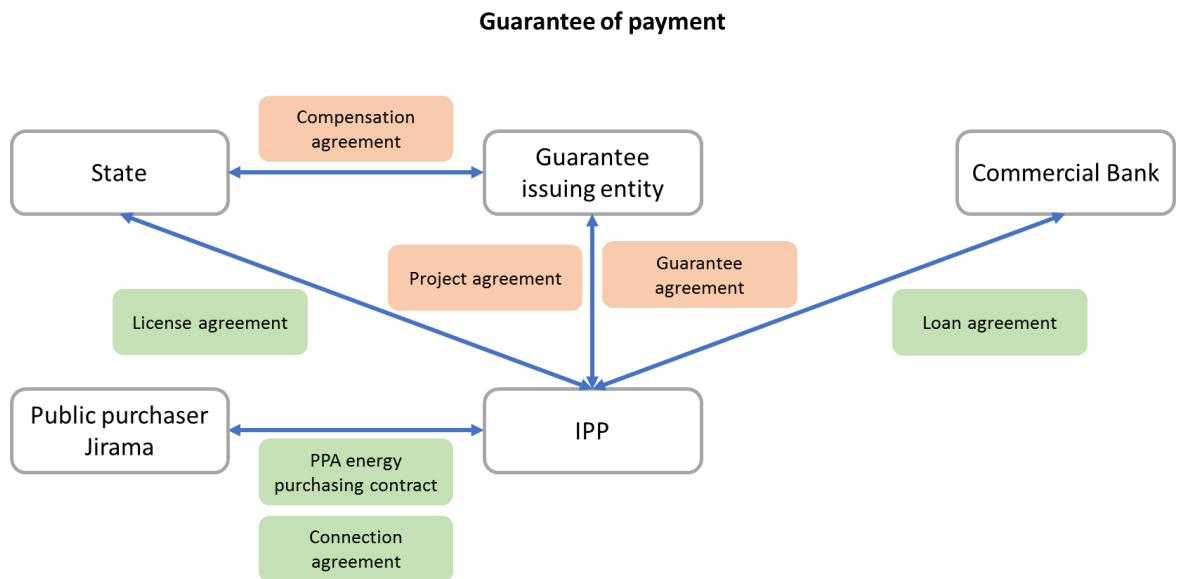 Guarantee of payment
Compensation
agreement
State
Guarantee
issuing entity
Commercial Bank
Project agreement
Guarantee
agreement
License agreement
Loan agreement
Public purchaser
Jirama
IPP
PPA energy
purchasing contract
Connection
agreement